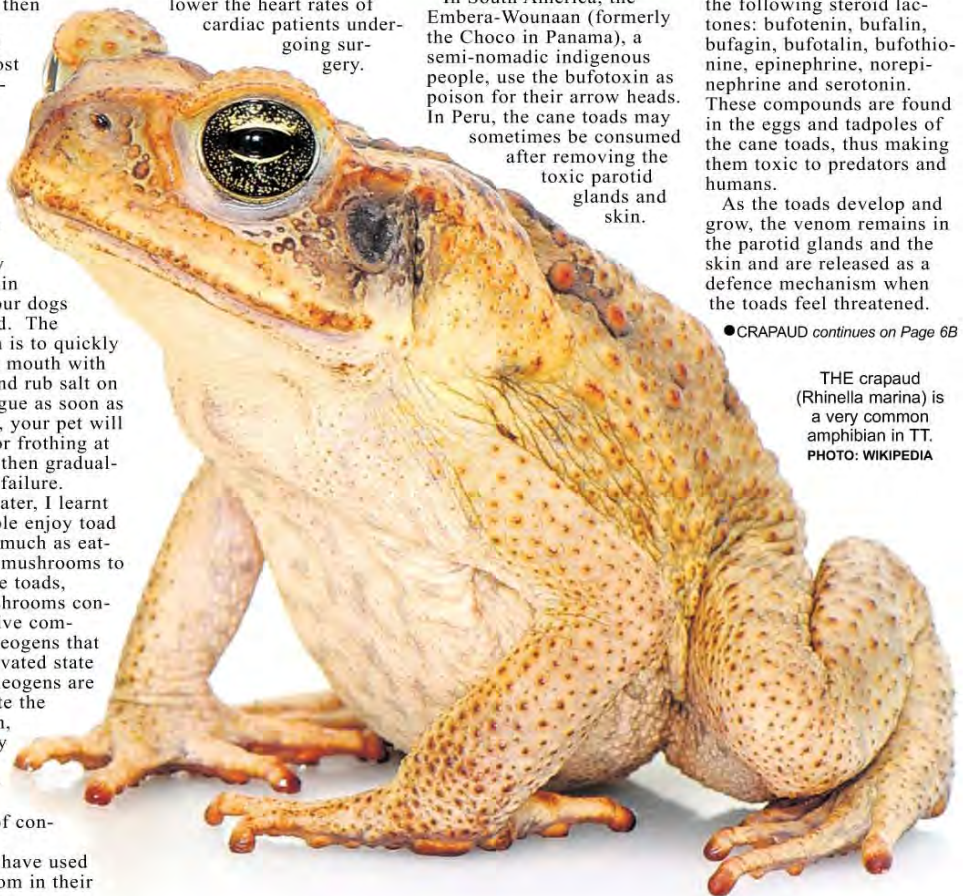 then
ost
-
in
our dogs
d. The
n is to quickly
mouth with
nd rub salt on
gue as soon as
, your pet will
or frothing at
then gradual-
failure.
ater, I learnt
ple enjoy toad
much as eat-
mushrooms to
e toads,
hrooms con-
ive com-
eogens that
vated state
eogens are
te the
n,
y
of con-
have used
om in their
lower the heart rates of
cardiac patients under-
going sur-
gery.
In South America, the
Embera-Wounaan (formerly
the Choco in Panama), a
semi-nomadic indigenous
people, use the bufotoxin as
poison for their arrow heads.
In Peru, the cane toads may
sometimes be consumed
after removing the
toxic parotid
glands and
skin.
the following steroid lac-
tones: bufotenin, bufalin,
bufagin, bufotalin, bufothio-
nine, epinephrine, norepi-
nephrine and serotonin.
These compounds are found
in the eggs and tadpoles of
the cane toads, thus making
them toxic to predators and
humans.
As the toads develop and
grow, the venom remains in
the parotid glands and the
skin and are released as a
defence mechanism when
the toads feel threatened.
●CRAPAUD continues on Page 6B
THE crapaud
(Rhinella marina) is
a very common
amphibian in TT.
PHOTO: WIKIPEDIA